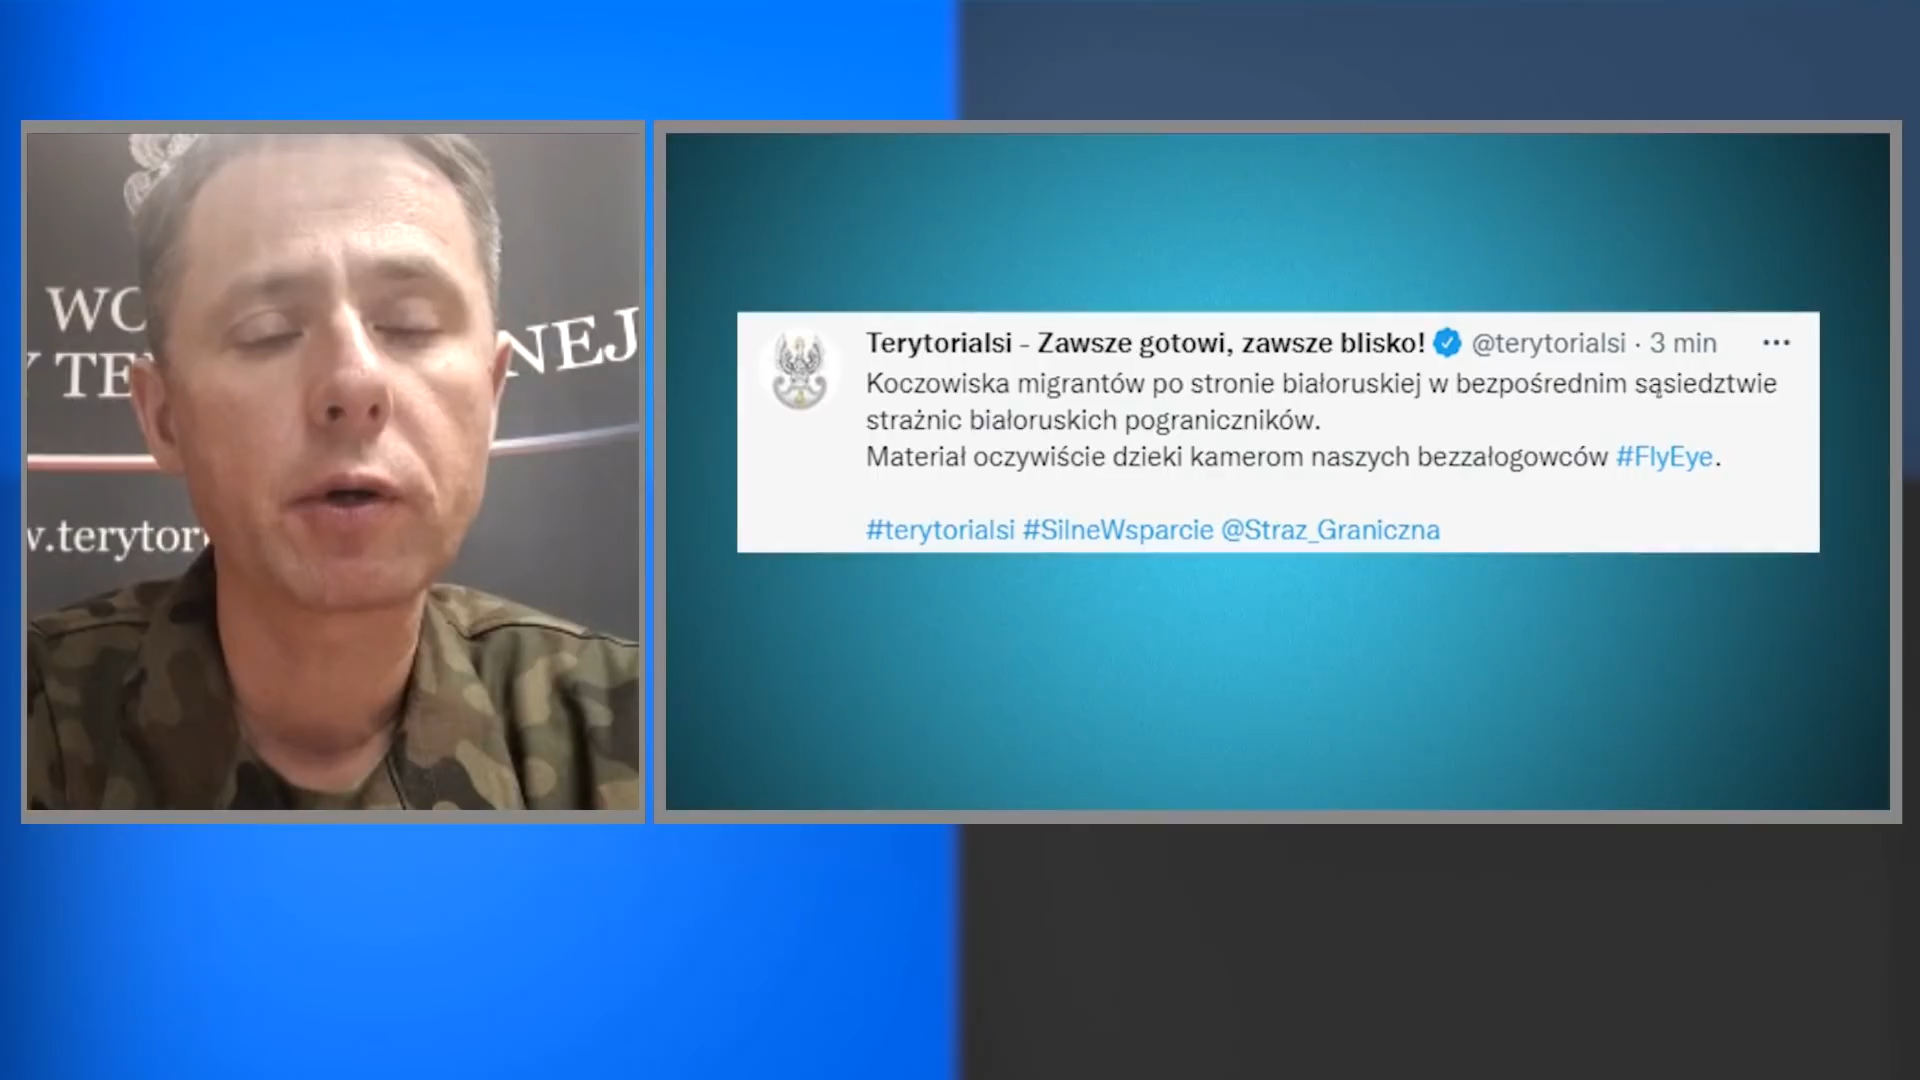 WO
NEJ
Y TE
w.terytor
Terytorialsi - Zawsze gotowi, zawsze blisko! @terytorialsi · 3 min
Koczowiska migrantów po stronie białoruskiej w bezpośrednim sąsiedztwie
strażnic białoruskich pograniczników.
Materiał oczywiście dzieki kamerom naszych bezzałogowców #FlyEye.
#terytorialsi #SilneWsparcie @Straz_Graniczna